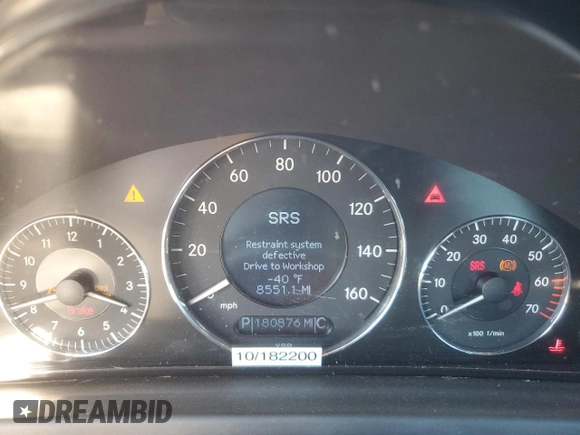 12
1
2
3
4
5
6
7
8
9
10
11
Brake
20
40
60
80
100
120
140
160
mph
SRS
Restraint system
defective
Drive to Workshop
-40 °F
8551.1 MI
P 180876 MI C
10/182200
0
10
20
30
40
50
60
70
x100 1/min
SRS
DREAMBID